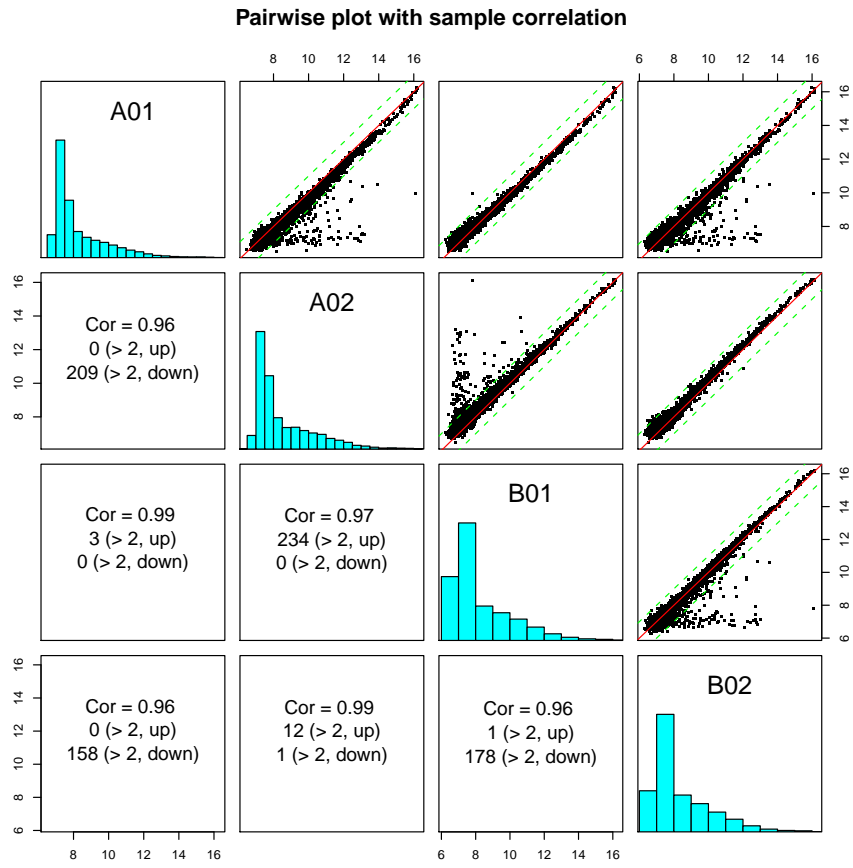 Pairwise plot with sample correlation
8 10 12 14 16
6 8 10 12 14 16
A01
8 10 12 14 16
8 10 12 14 16
Cor = 0.96
0 (> 2, up)
209 (> 2, down)
A02
Cor = 0.99
3 (> 2, up)
0 (> 2, down)
Cor = 0.97
234 (> 2, up)
0 (> 2, down)
B01
6 8 10 12 14 16
6 8 10 12 14 16
Cor = 0.96
0 (> 2, up)
158 (> 2, down)
Cor = 0.99
12 (> 2, up)
1 (> 2, down)
Cor = 0.96
1 (> 2, up)
178 (> 2, down)
B02
8 10 12 14 16
6 8 10 12 14 16